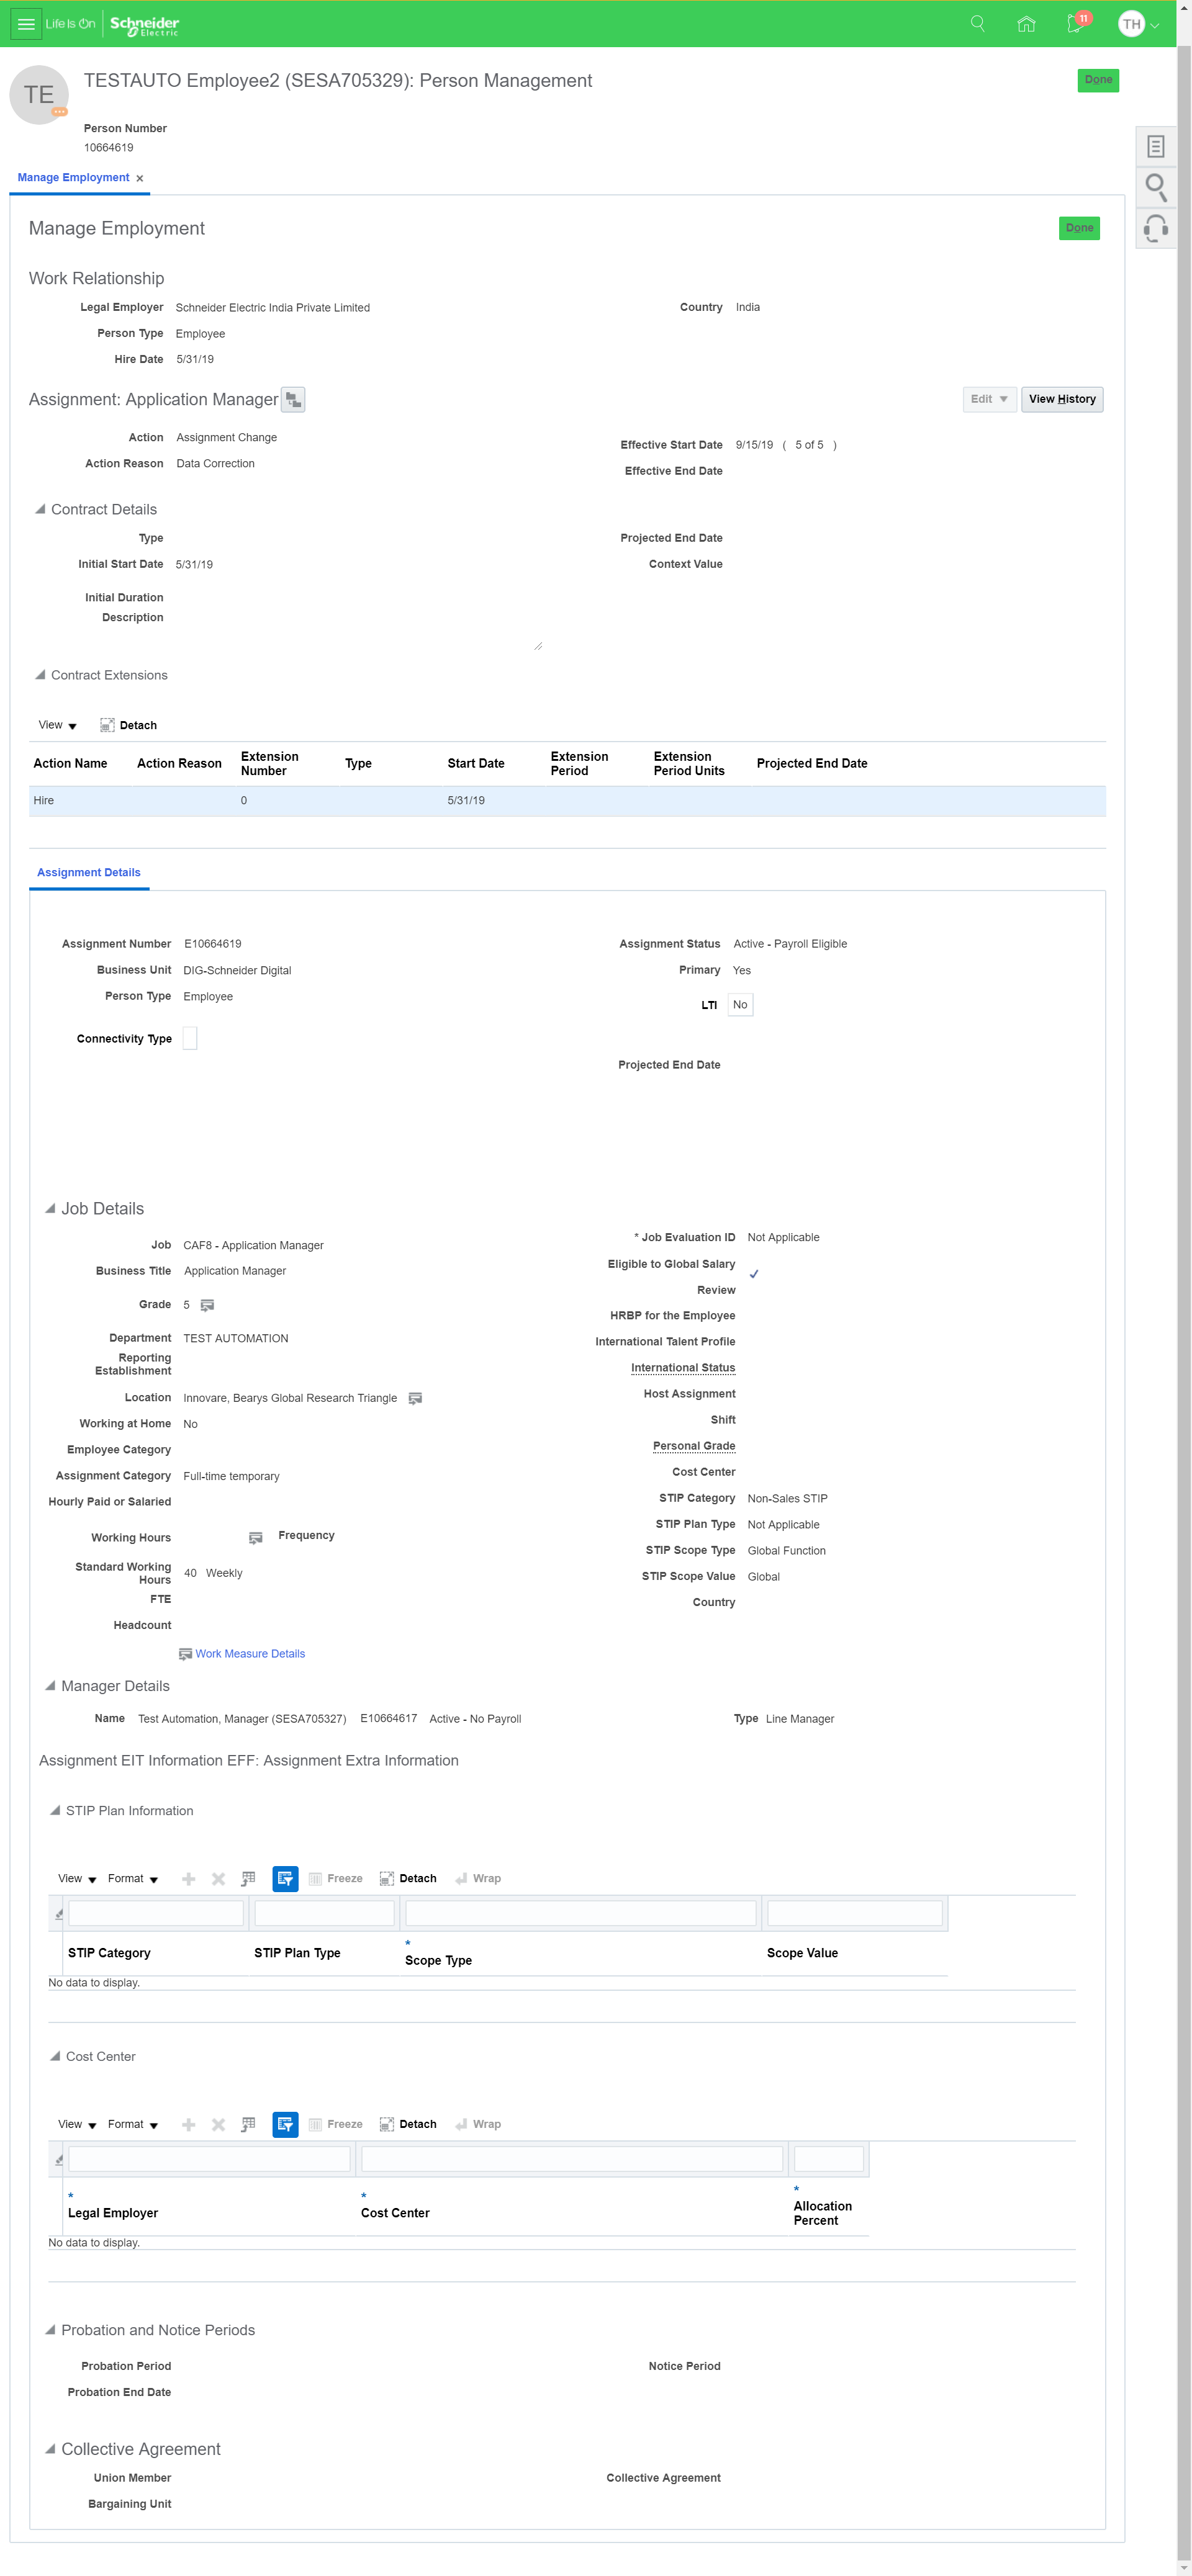 Life Is On | Schneider Electric
11
TH
TE
TESTAUTO Employee2 (SESA705329): Person Management
Done
Person Number
10664619
Manage Employment ×
Manage Employment
Done
Work Relationship
Legal Employer Schneider Electric India Private Limited
Country India
Person Type Employee
Hire Date 5/31/19
Assignment: Application Manager
Edit
View History
Action Assignment Change
Effective Start Date 9/15/19 ( 5 of 5 )
Action Reason Data Correction
Effective End Date
Contract Details
Type
Projected End Date
Initial Start Date 5/31/19
Context Value
Initial Duration
Description
Contract Extensions
View
Detach
Action Name Action Reason Extension Number Type Start Date Extension Period Extension Period Units Projected End Date
Hire 0 5/31/19
Assignment Details
Assignment Number E10664619
Assignment Status Active - Payroll Eligible
Business Unit DIG-Schneider Digital
Primary Yes
Person Type Employee
LTI No
Connectivity Type
Projected End Date
Job Details
Job CAF8 - Application Manager
Business Title Application Manager
Grade 5
Department TEST AUTOMATION
Reporting
Establishment
Location Innovare, Bearys Global Research Triangle
Working at Home No
Employee Category
Assignment Category Full-time temporary
Hourly Paid or Salaried
Working Hours Frequency
Standard Working
Hours 40 Weekly
FTE
Headcount
Work Measure Details
* Job Evaluation ID Not Applicable
Eligible to Global Salary
Review
HRBP for the Employee
International Talent Profile
International Status
Host Assignment
Shift
Personal Grade
Cost Center
STIP Category Non-Sales STIP
STIP Plan Type Not Applicable
STIP Scope Type Global Function
STIP Scope Value Global
Country
Manager Details
Name Test Automation, Manager (SESA705327) E10664617 Active - No Payroll Type Line Manager
Assignment EIT Information EFF: Assignment Extra Information
STIP Plan Information
View Format Freeze Detach Wrap
STIP Category STIP Plan Type * Scope Type Scope Value
No data to display.
Cost Center
View Format Freeze Detach Wrap
* Legal Employer * Cost Center * Allocation Percent
No data to display.
Probation and Notice Periods
Probation Period
Notice Period
Probation End Date
Collective Agreement
Union Member
Collective Agreement
Bargaining Unit